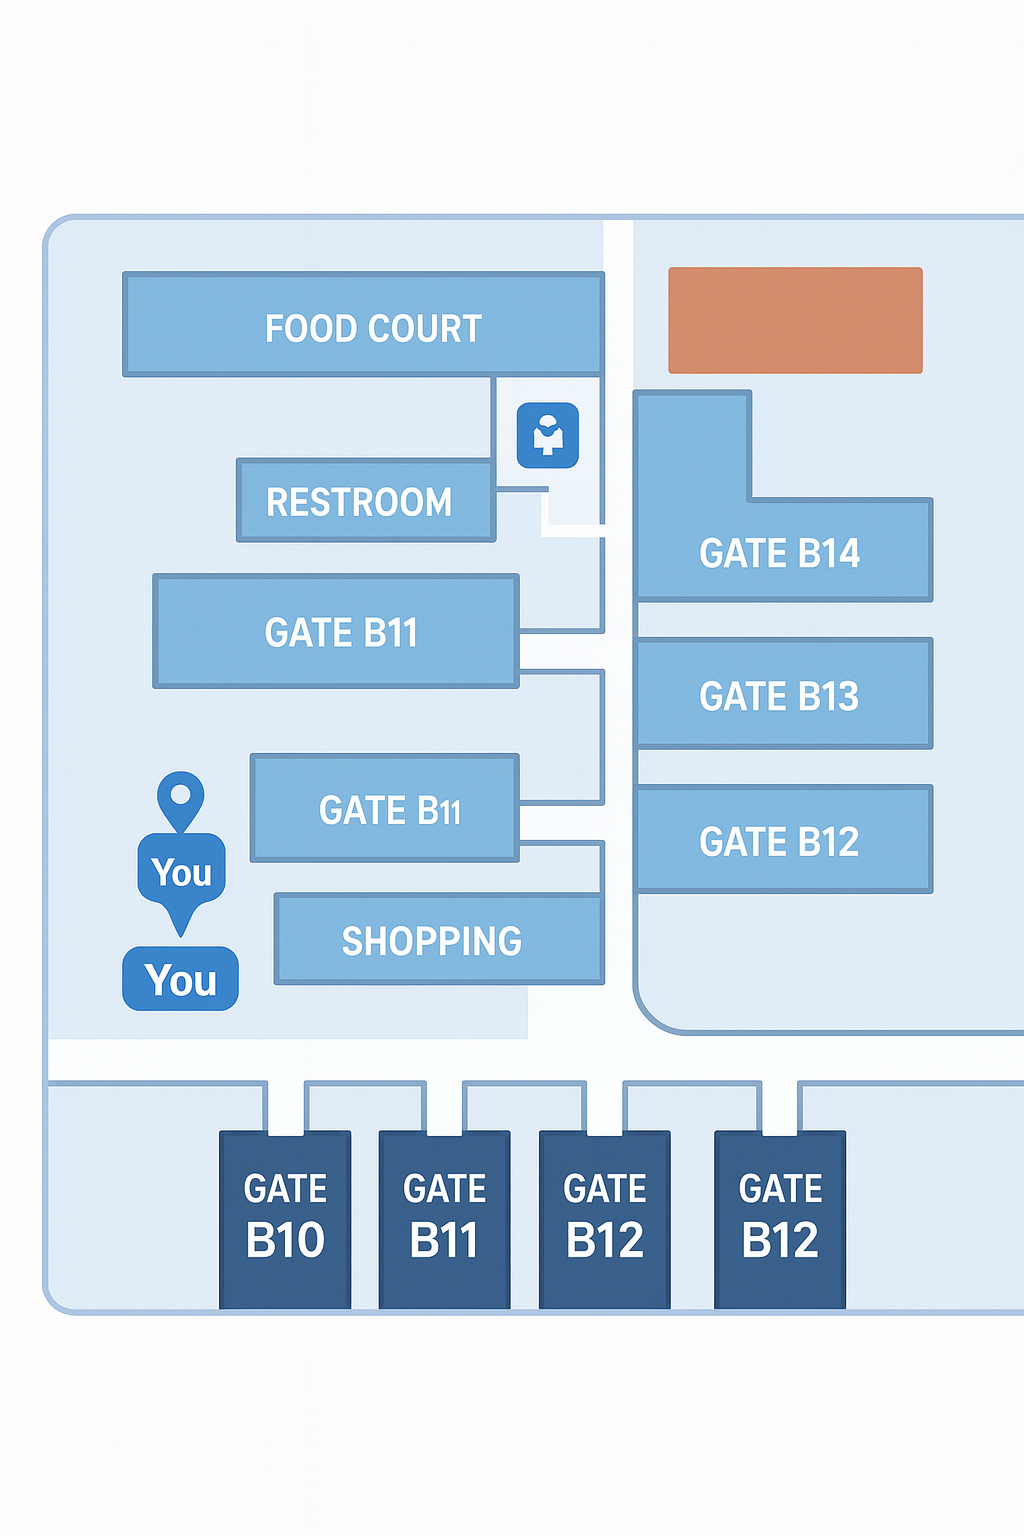 FOOD COURT
RESTROOM
GATE B14
GATE B11
GATE B13
GATE B11
GATE B12
You
SHOPPING
You
GATE
B10
GATE
B11
GATE
B12
GATE
B12